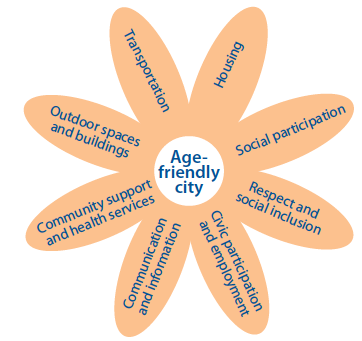 Age-
friendly
city
Transportation
Housing
Social participation
Respect and
social inclusion
Civic participation
and employment
Communication
and information
Community support
and health services
Outdoor spaces
and buildings